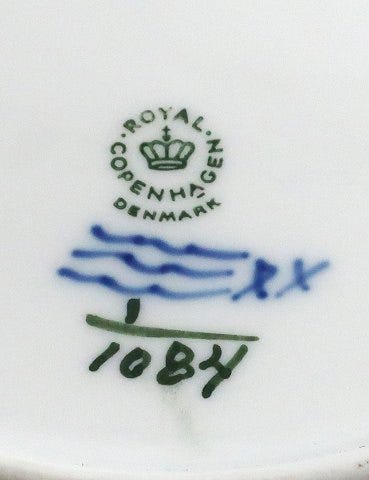 ROYAL
COPENHAGEN
DENMARK
1
1084